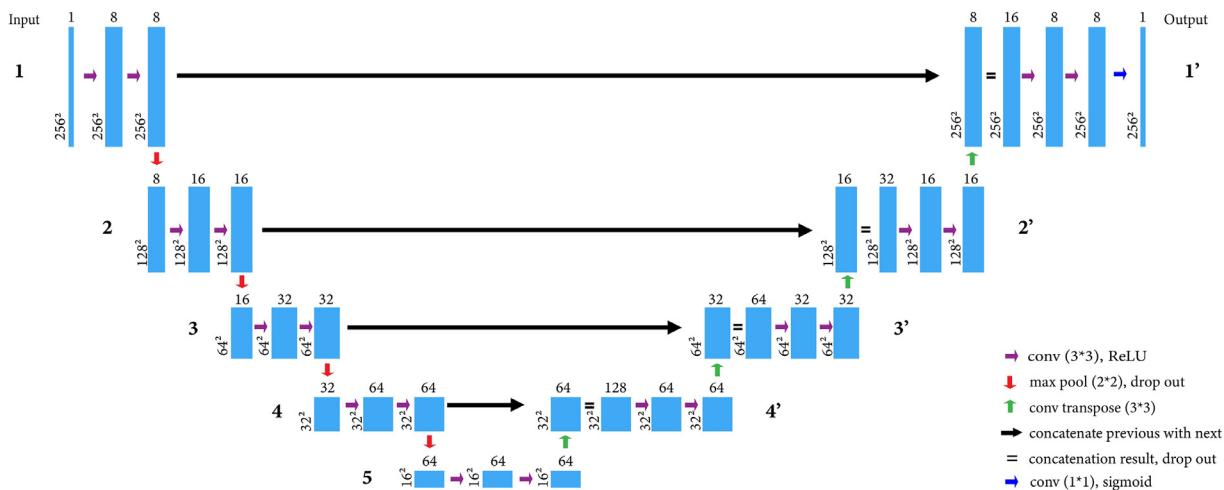 Input 1 8 8 8 16 8 8 1 Output
1 1’
256² 256² 256² 256² = 256² 256² 256² 256²
8 16 16 16 32 16 16
2 2’
128² 128² 128² 128² = 128² 128² 128²
16 32 32 32 64 32 32
3 3’
64² 64² 64² 64² = 64² 64² 64²
32 64 64 64 128 64 64
4 4’
32² 32² 32² 32² = 32² 32² 32²
64 64 64
5
16² 16² 16²
conv (3*3), ReLU
max pool (2*2), drop out
conv transpose (3*3)
concatenate previous with next
= concatenation result, drop out
conv (1*1), sigmoid